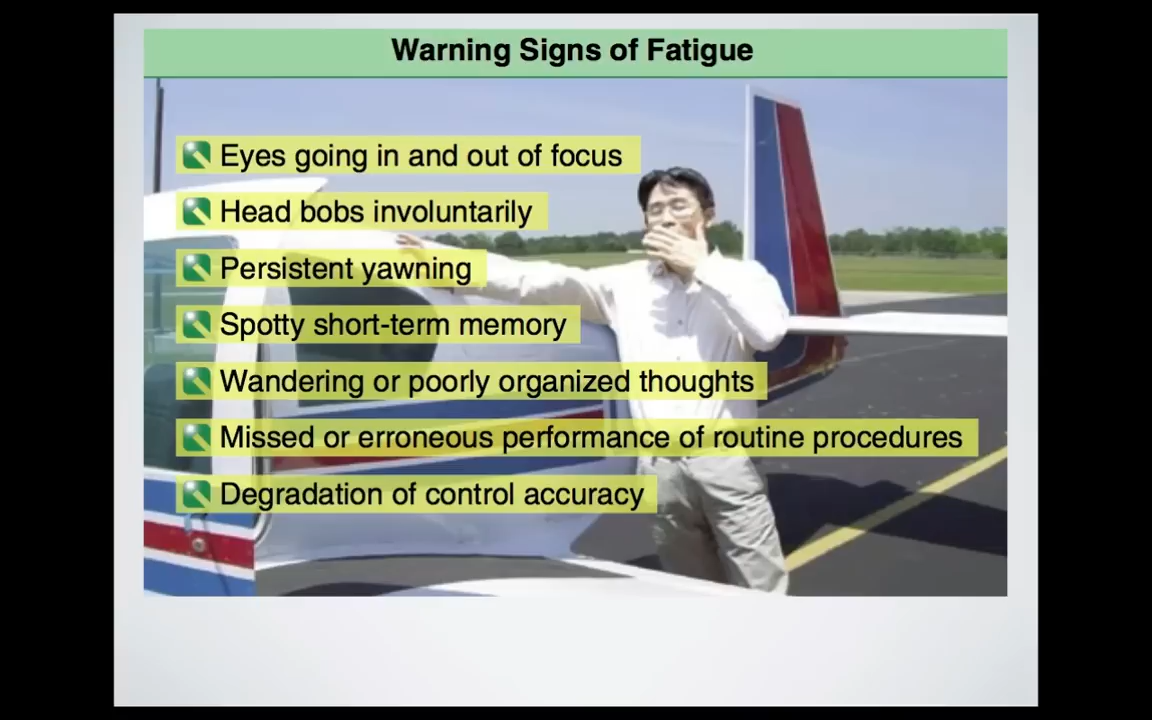 Warning Signs of Fatigue
Eyes going in and out of focus
Head bobs involuntarily
Persistent yawning
Spotty short-term memory
Wandering or poorly organized thoughts
Missed or erroneous performance of routine procedures
Degradation of control accuracy